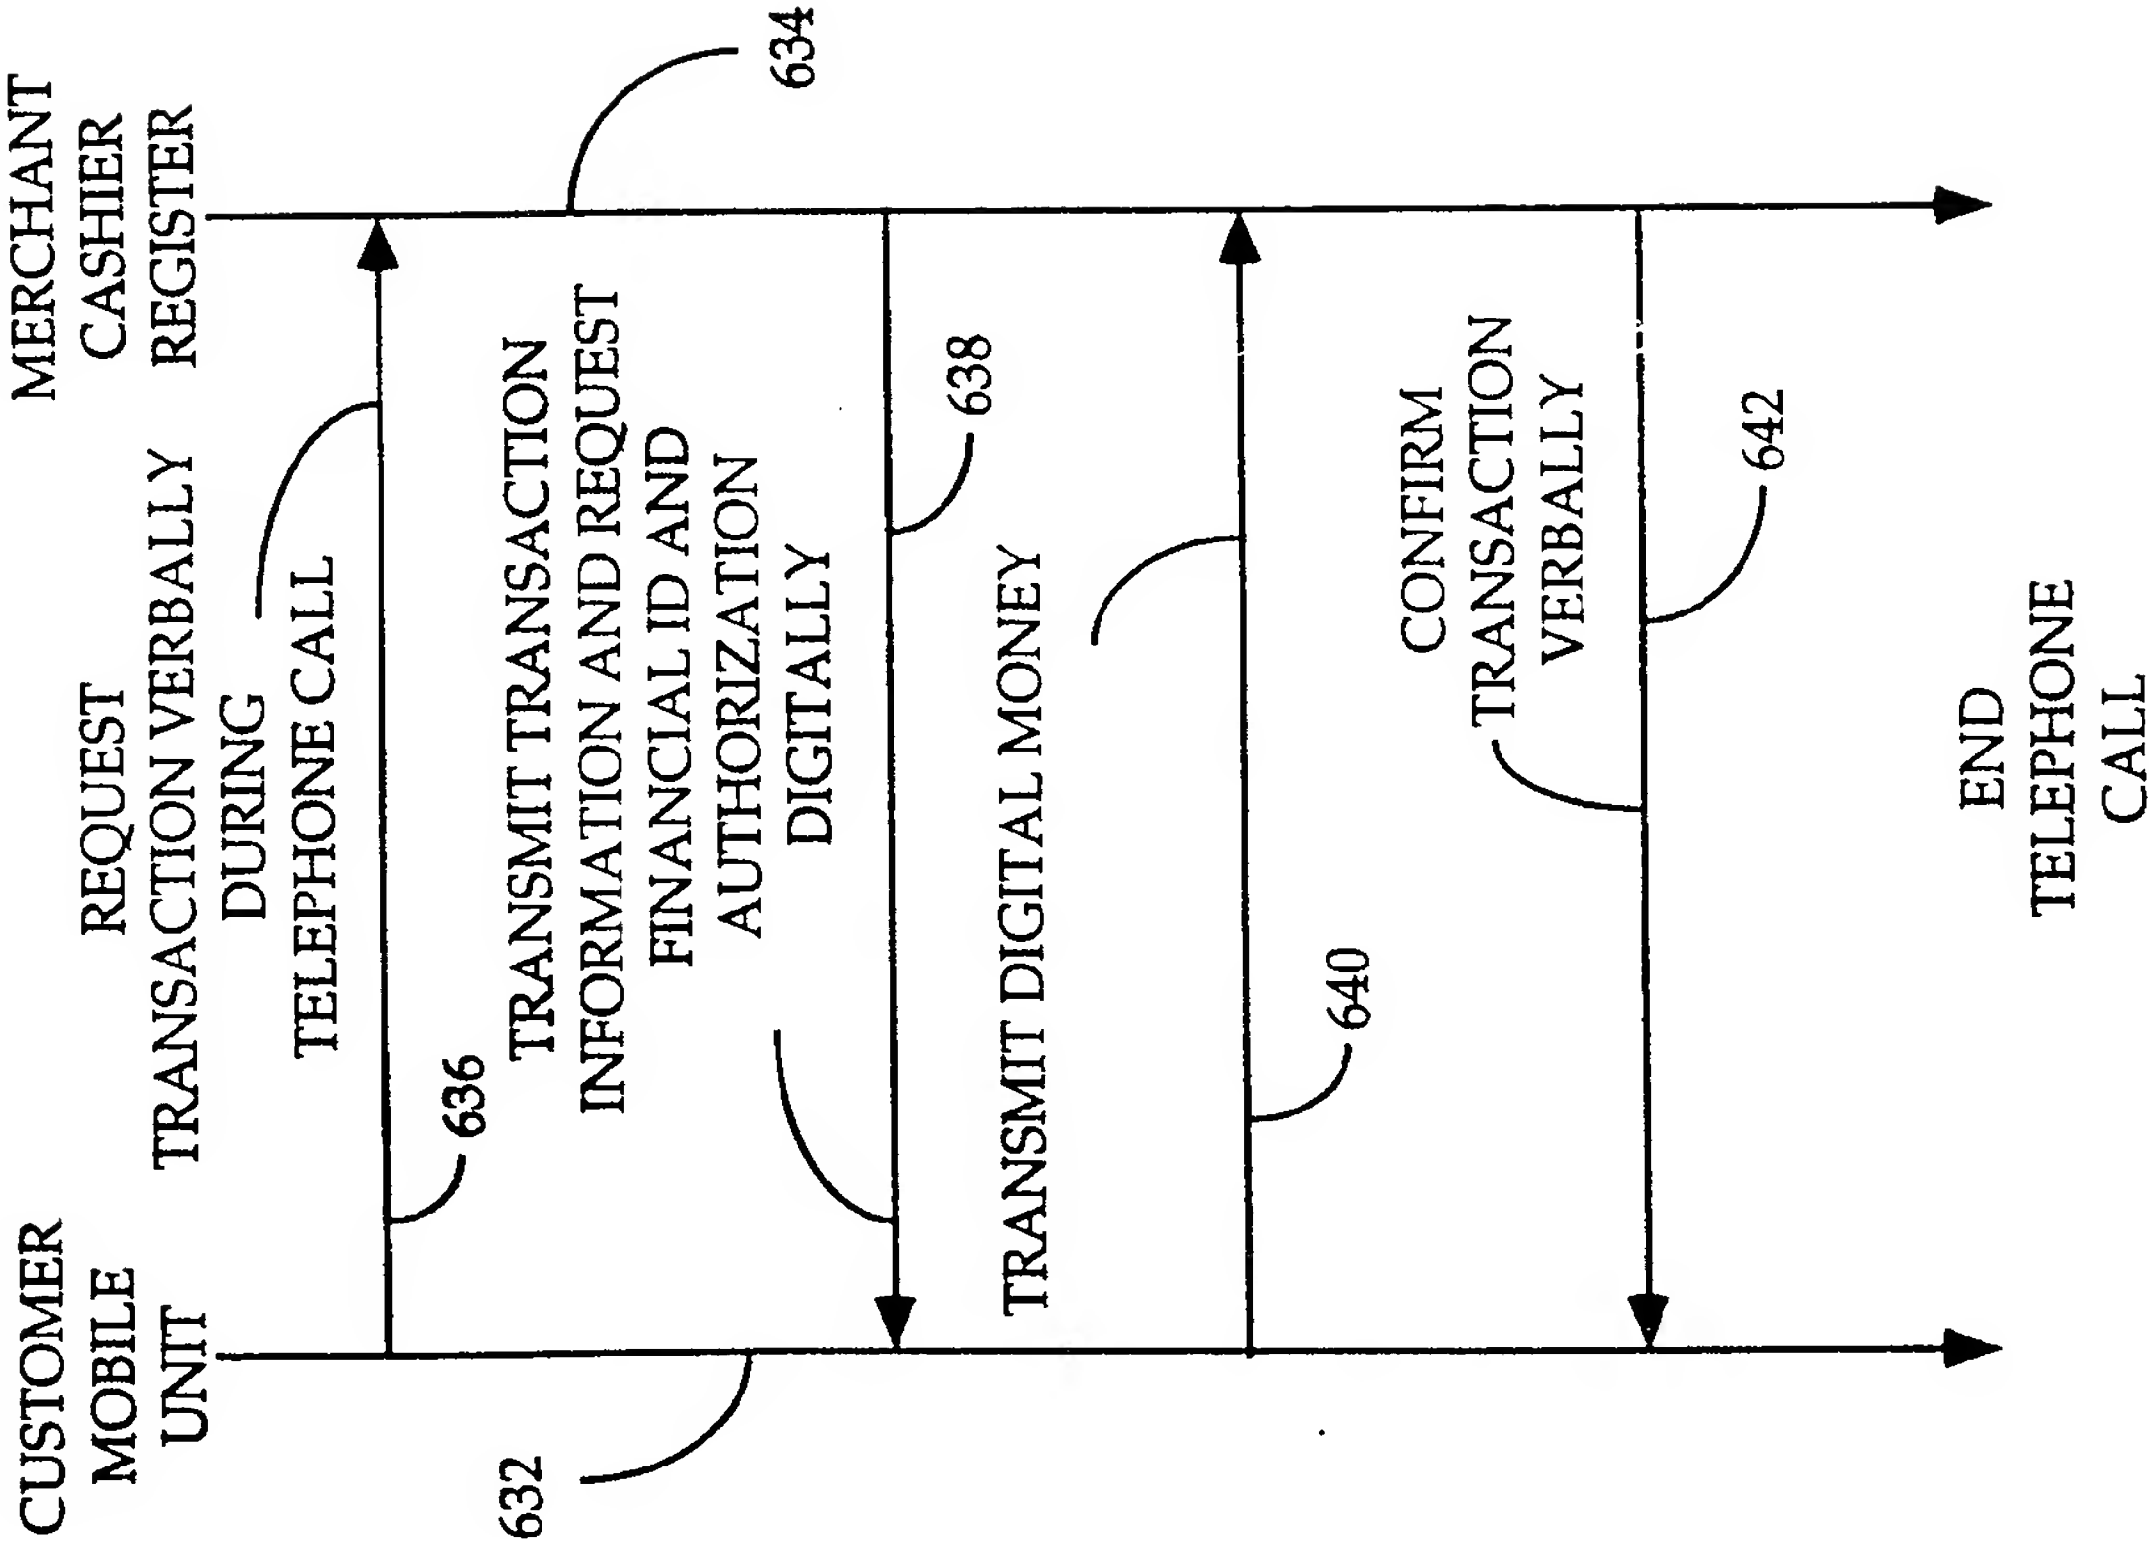 CUSTOMER
MOBILE
UNIT
MERCHANT
CASHIER
REGISTER
REQUEST
TRANSACTION VERBALLY
DURING
TELEPHONE CALL
634
636
TRANSMIT TRANSACTION
INFORMATION AND REQUEST
FINANCIAL ID AND
AUTHORIZATION
DIGITALLY
632
638
TRANSMIT DIGITAL MONEY
640
CONFIRM
TRANSACTION
VERBALLY
642
END
TELEPHONE
CALL